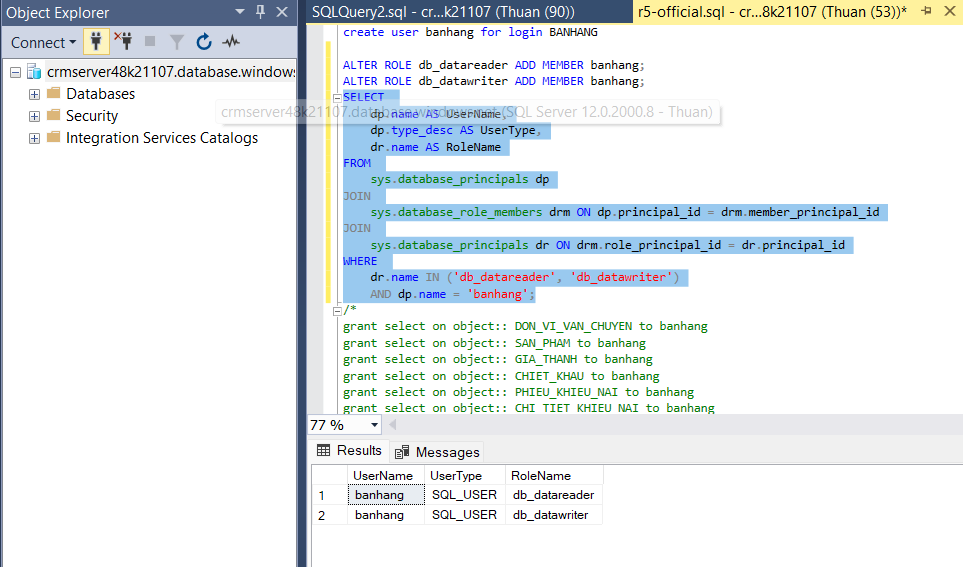 Object Explorer
Connect
crmserver48k21107.database.windows
Databases
Security
Integration Services Catalogs
SQLQuery2.sql - cr...k21107 (Thuan (90))
r5-official.sql - cr...8k21107 (Thuan (53))*
create user banhang for login BANHANG
ALTER ROLE db_datareader ADD MEMBER banhang;
ALTER ROLE db_datawriter ADD MEMBER banhang;
SELECT
crmserver48k21107.database.windows.net (SQL Server 12.0.2000.8 - Thuan)
dp.name AS UserName,
dp.type_desc AS UserType,
dr.name AS RoleName
FROM
sys.database_principals dp
JOIN
sys.database_role_members drm ON dp.principal_id = drm.member_principal_id
JOIN
sys.database_principals dr ON drm.role_principal_id = dr.principal_id
WHERE
dr.name IN ('db_datareader', 'db_datawriter')
AND dp.name = 'banhang';
/*
grant select on object:: DON_VI_VAN_CHUYEN to banhang
grant select on object:: SAN_PHAM to banhang
grant select on object:: GIA_THANH to banhang
grant select on object:: CHIET_KHAU to banhang
grant select on object:: PHIEU_KHIEU_NAI to banhang
grant select on object:: CHI_TIET_KHIEU_NAI to banhang
77 %
Results Messages
UserName UserType RoleName
1 banhang SQL_USER db_datareader
2 banhang SQL_USER db_datawriter